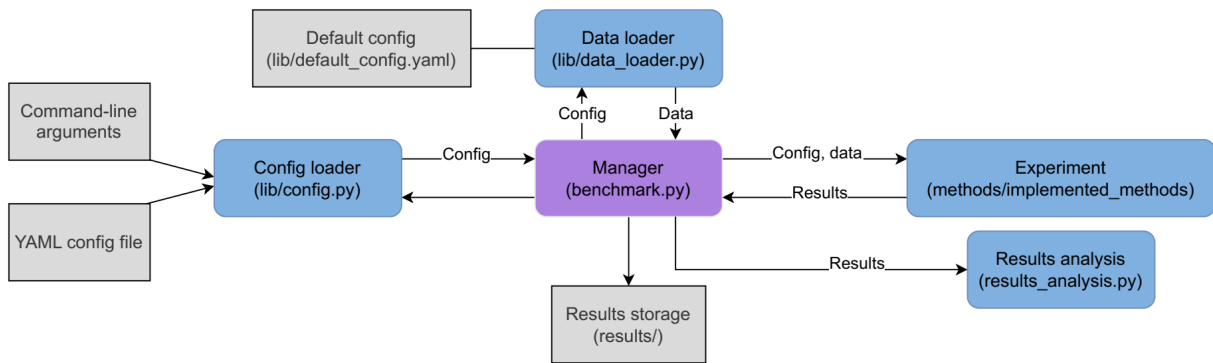 Default config
(lib/default_config.yaml)
Data loader
(lib/data_loader.py)
Command-line
arguments
Config
Data
Config loader
(lib/config.py)
Config
Manager
(benchmark.py)
Config, data
Results
Experiment
(methods/implemented_methods)
YAML config file
Results
Results analysis
(results_analysis.py)
Results storage
(results/)